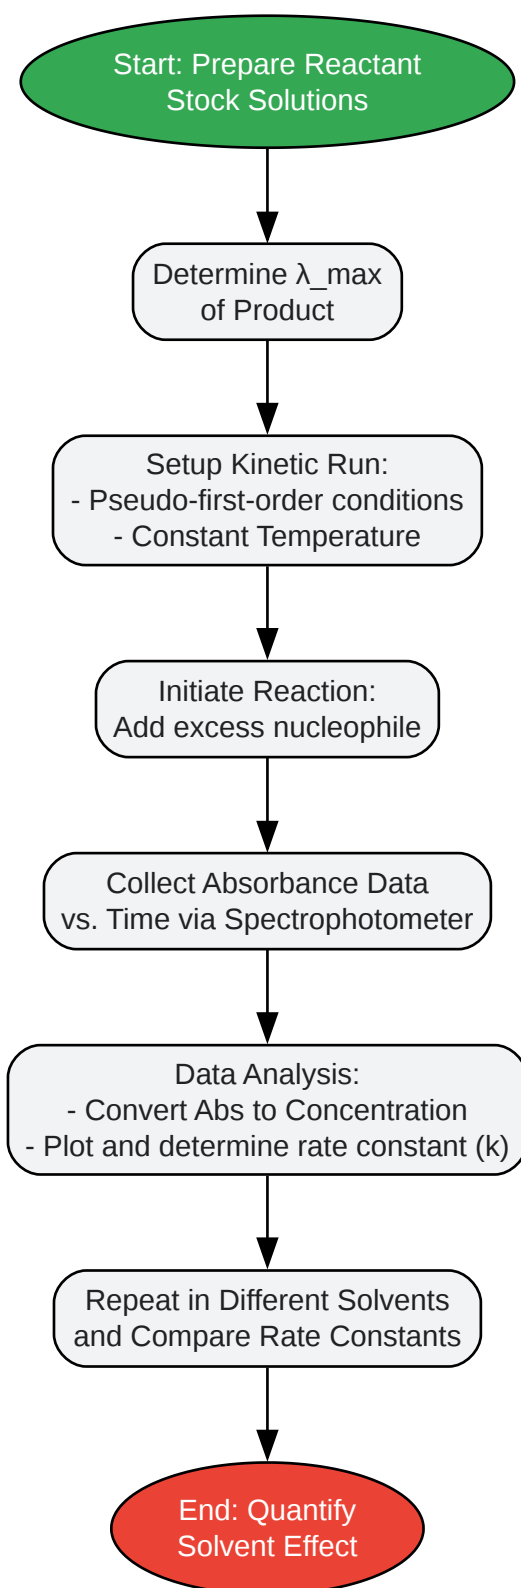 Start: Prepare Reactant
Stock Solutions
Determine λ_max
of Product
Setup Kinetic Run:
- Pseudo-first-order conditions
- Constant Temperature
Initiate Reaction:
Add excess nucleophile
Collect Absorbance Data
vs. Time via Spectrophotometer
Data Analysis:
- Convert Abs to Concentration
- Plot and determine rate constant (k)
Repeat in Different Solvents
and Compare Rate Constants
End: Quantify
Solvent Effect